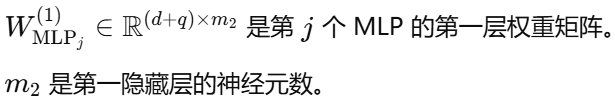 $W_{\mathrm{MLP}_j}^{(1)} \in \mathbb{R}^{(d+q)\times m_2}$ 是第 $j$ 个 MLP 的第一层权重矩阵。
$m_2$ 是第一隐藏层的神经元数。